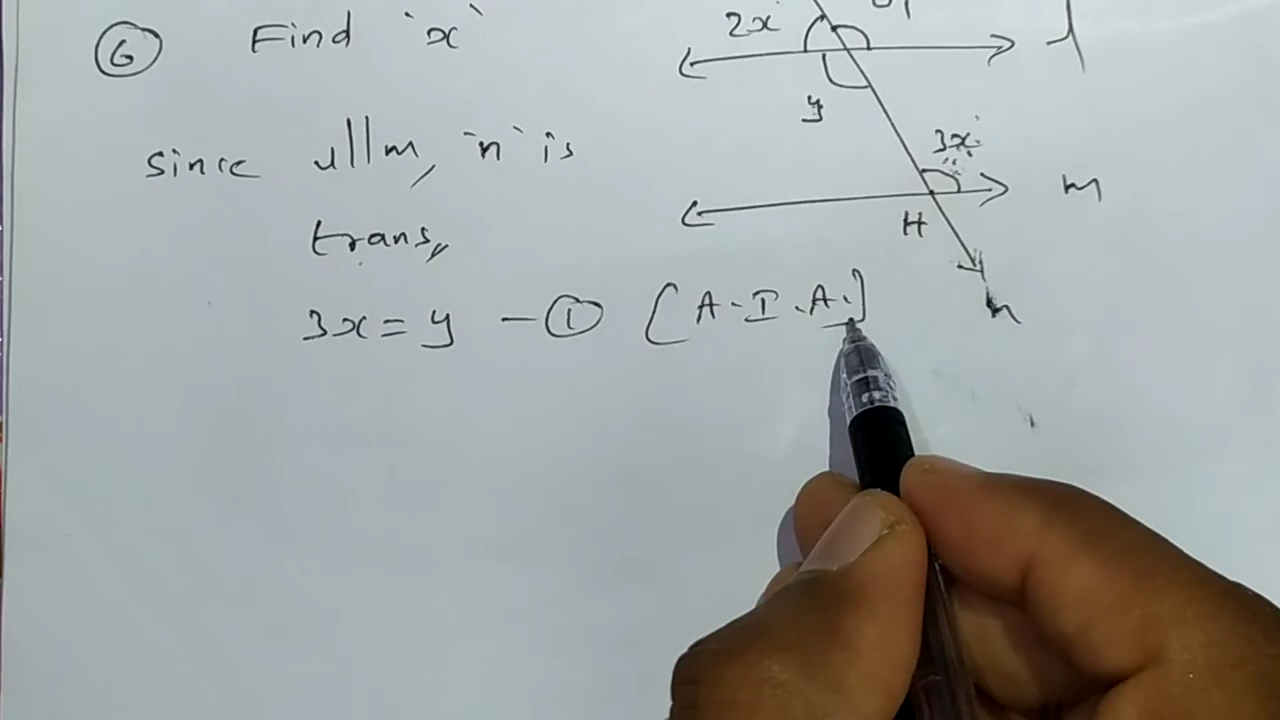 6 Find 'x'
since l||m, 'n' is
trans,,
3x = y - ① [A.I.A.]
2x
y
3x
m
H
n